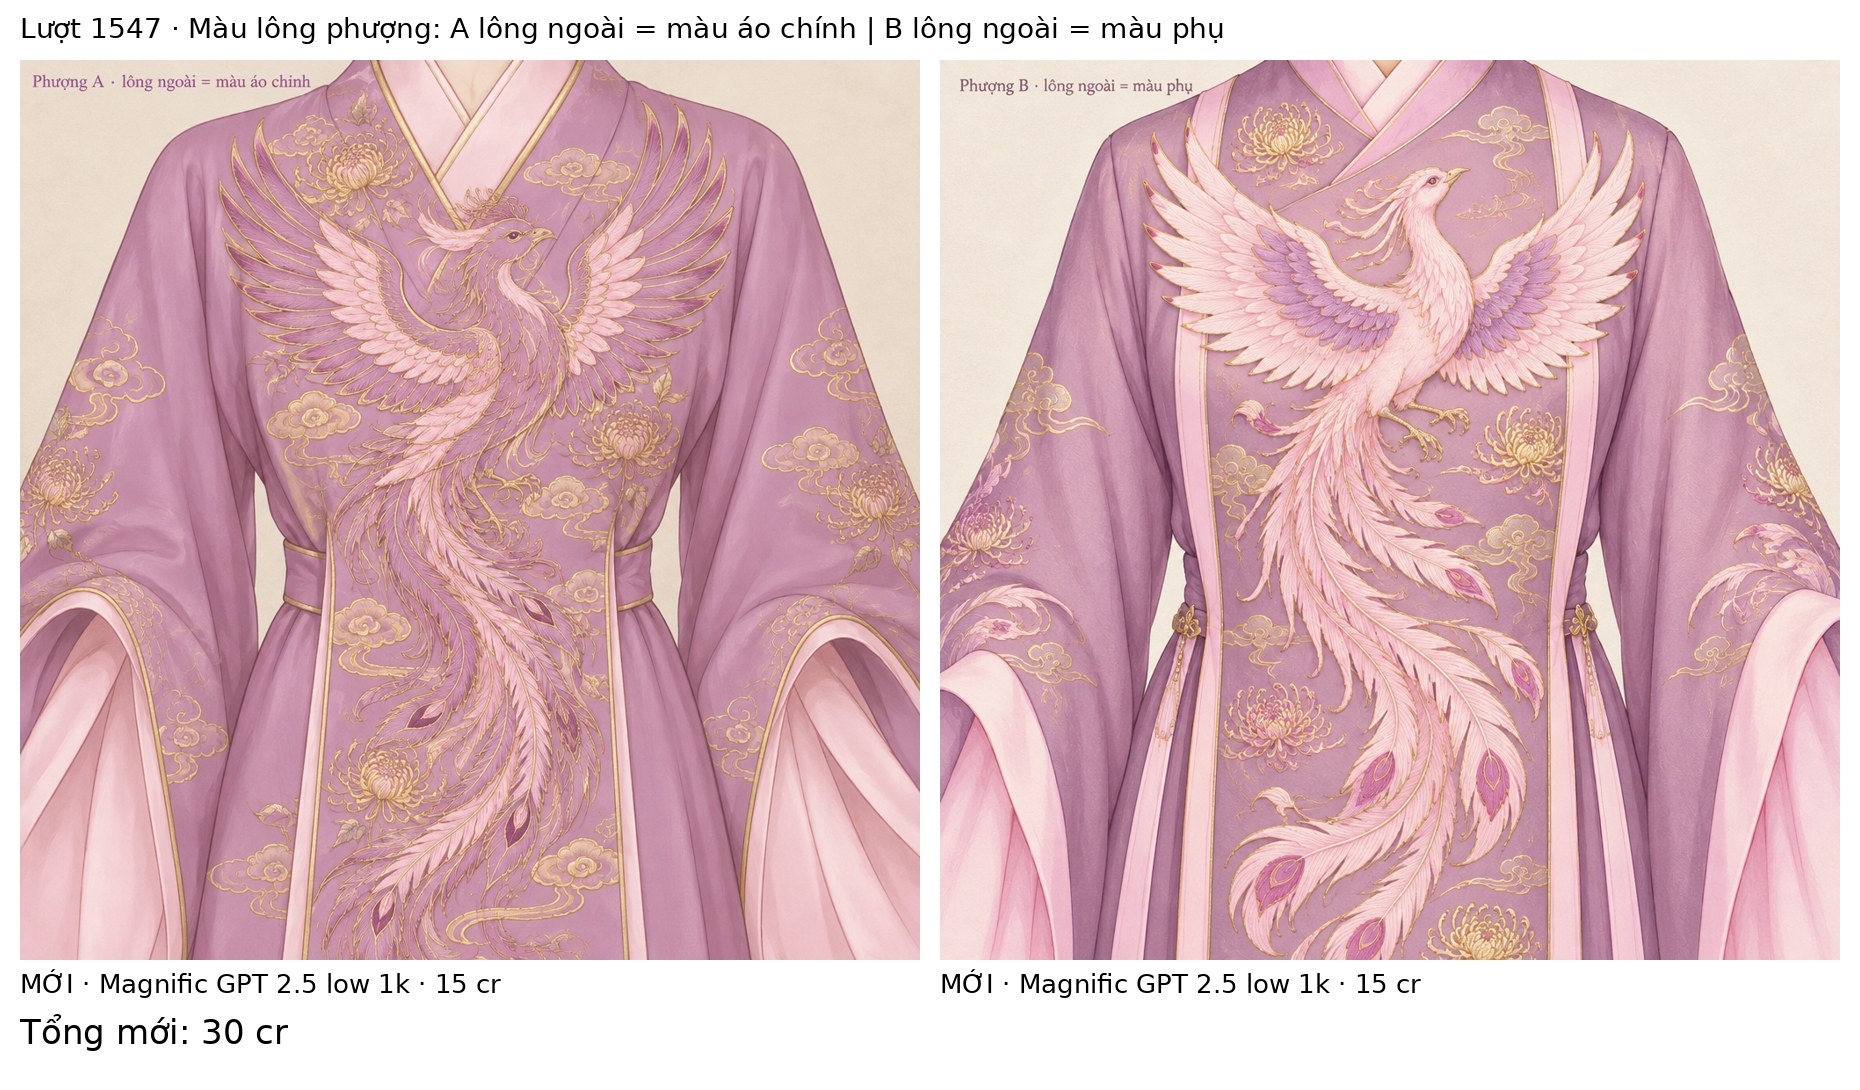 Lượt 1547 · Màu lông phượng: A lông ngoài = màu áo chính | B lông ngoài = màu phụ
Phượng A · lông ngoài = màu áo chinh
Phượng B · lông ngoài = màu phụ
MỚI · Magnific GPT 2.5 low 1k · 15 cr
MỚI · Magnific GPT 2.5 low 1k · 15 cr
Tổng mới: 30 cr